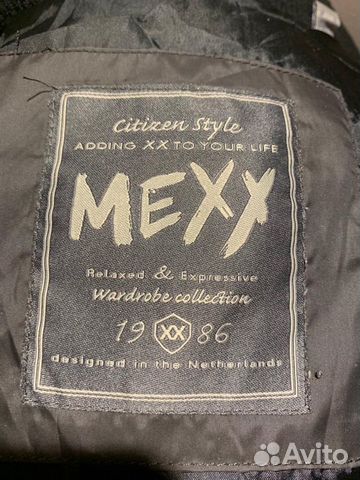 Citizen Style
ADDING XX TO YOUR LIFE
MEXX
Relaxed & Expressive
Wardrobe collection
19 XX 86
designed in the Netherlands
Avito